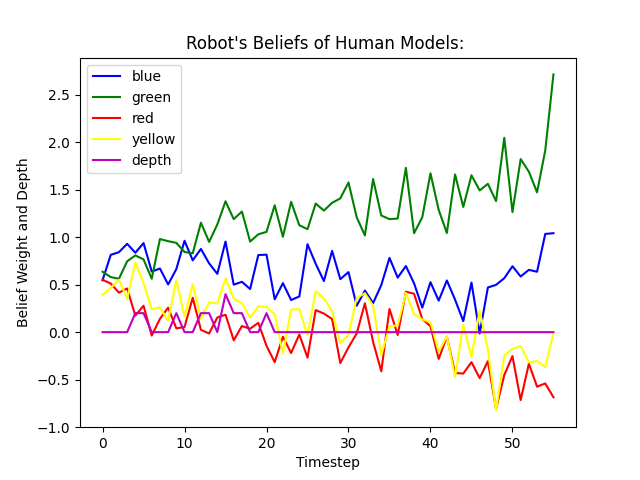 Robot's Beliefs of Human Models:
blue
green
red
yellow
depth
2.5
2.0
1.5
1.0
0.5
0.0
−0.5
−1.0
Belief Weight and Depth
0 10 20 30 40 50
Timestep